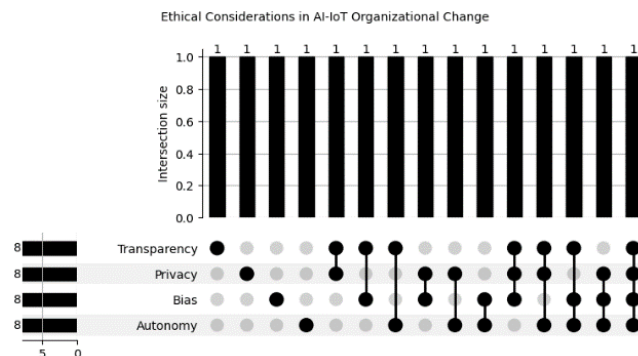 Ethical Considerations in AI-IoT Organizational Change
1 1 1 1 1 1 1 1 1 1 1 1 1 1 1
1.0
0.8
0.6
0.4
0.2
0.0
Intersection size
8 Transparency
8 Privacy
8 Bias
8 Autonomy
5 0